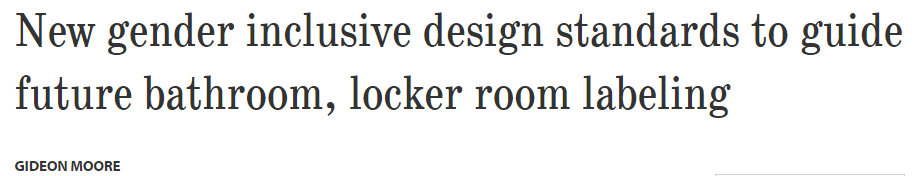 New gender inclusive design standards to guide
future bathroom, locker room labeling
GIDEON MOORE